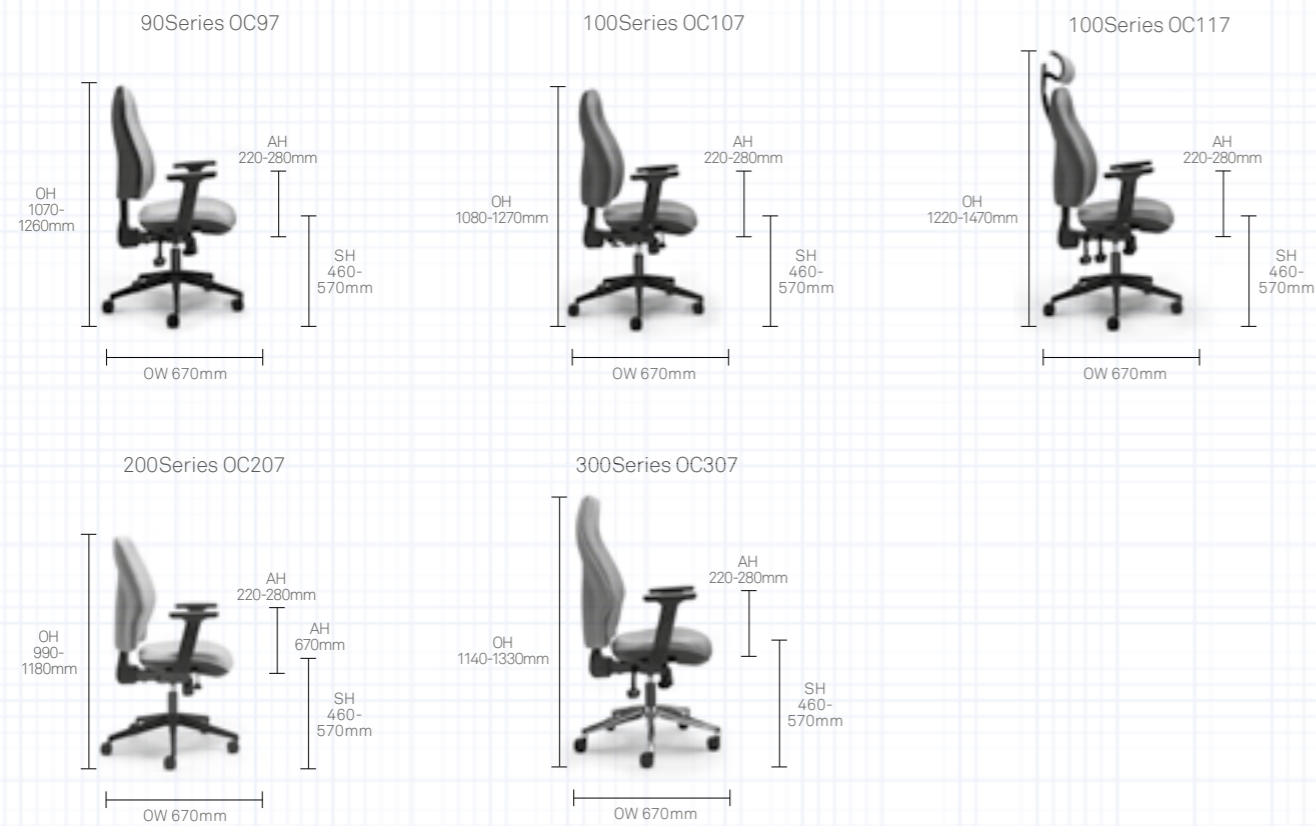 90Series OC97
AH
220-280mm
OH
1070-
1260mm
SH
460-
570mm
OW 670mm
100Series OC107
AH
220-280mm
OH
1080-1270mm
SH
460-
570mm
OW 670mm
100Series OC117
AH
220-280mm
OH
1220-1470mm
SH
460-
570mm
OW 670mm
200Series OC207
AH
220-280mm
AH
670mm
OH
990-
1180mm
SH
460-
570mm
OW 670mm
300Series OC307
AH
220-280mm
OH
1140-1330mm
SH
460-
570mm
OW 670mm